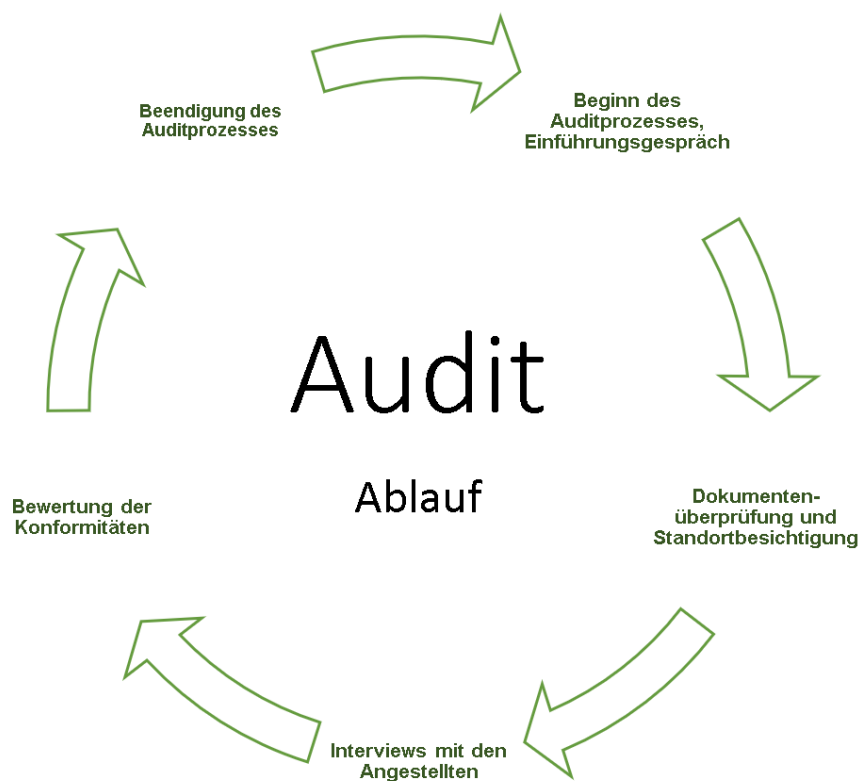 Beendigung des
Auditprozesses
Beginn des
Auditprozesses,
Einführungsgespräch
Audit
Ablauf
Bewertung der
Konformitäten
Dokumenten-
überprüfung und
Standortbesichtigung
Interviews mit den
Angestellten